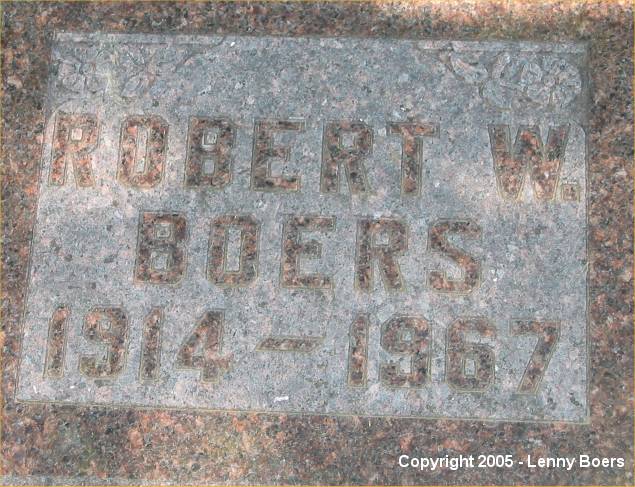 ROBERT W.
BOERS
1914 — 1967
Copyright 2005 - Lenny Boers